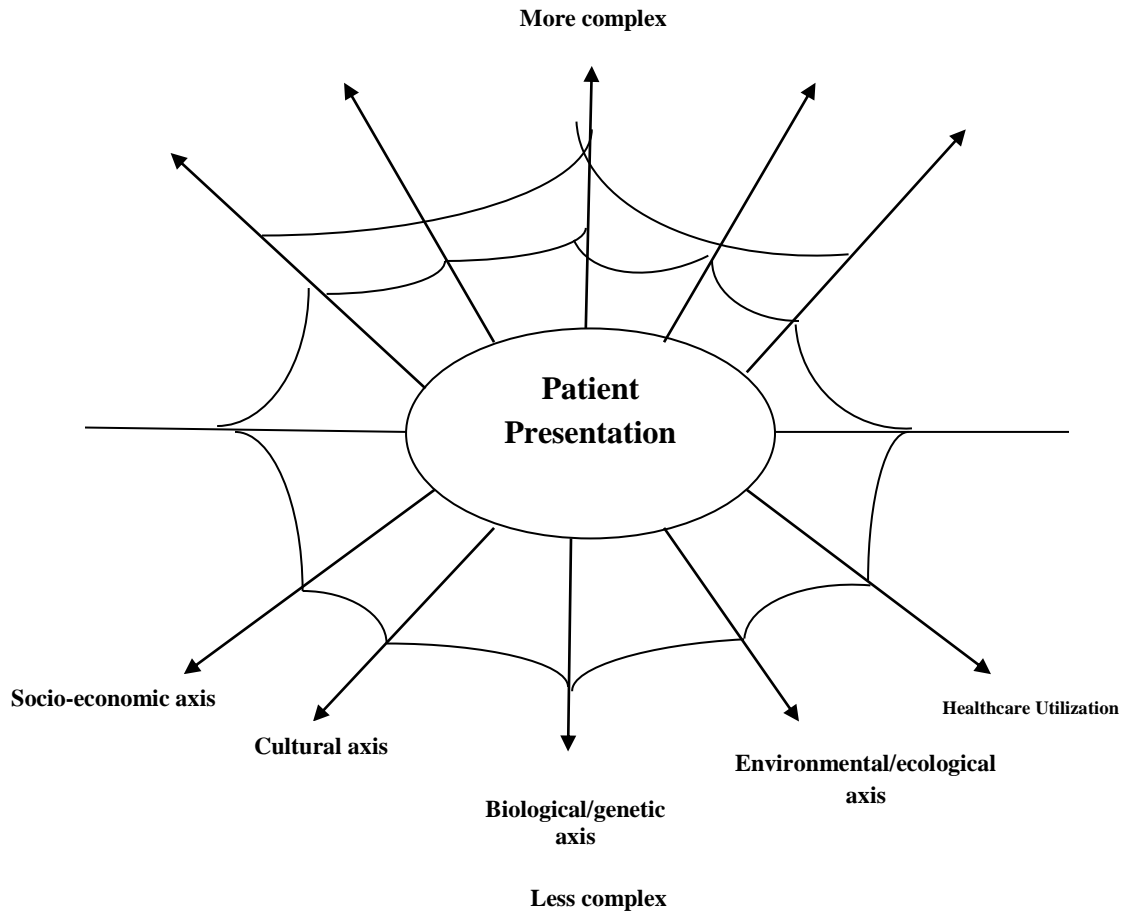 More complex
Patient
Presentation
Socio-economic axis
Healthcare Utilization
Cultural axis
Environmental/ecological
axis
Biological/genetic
axis
Less complex